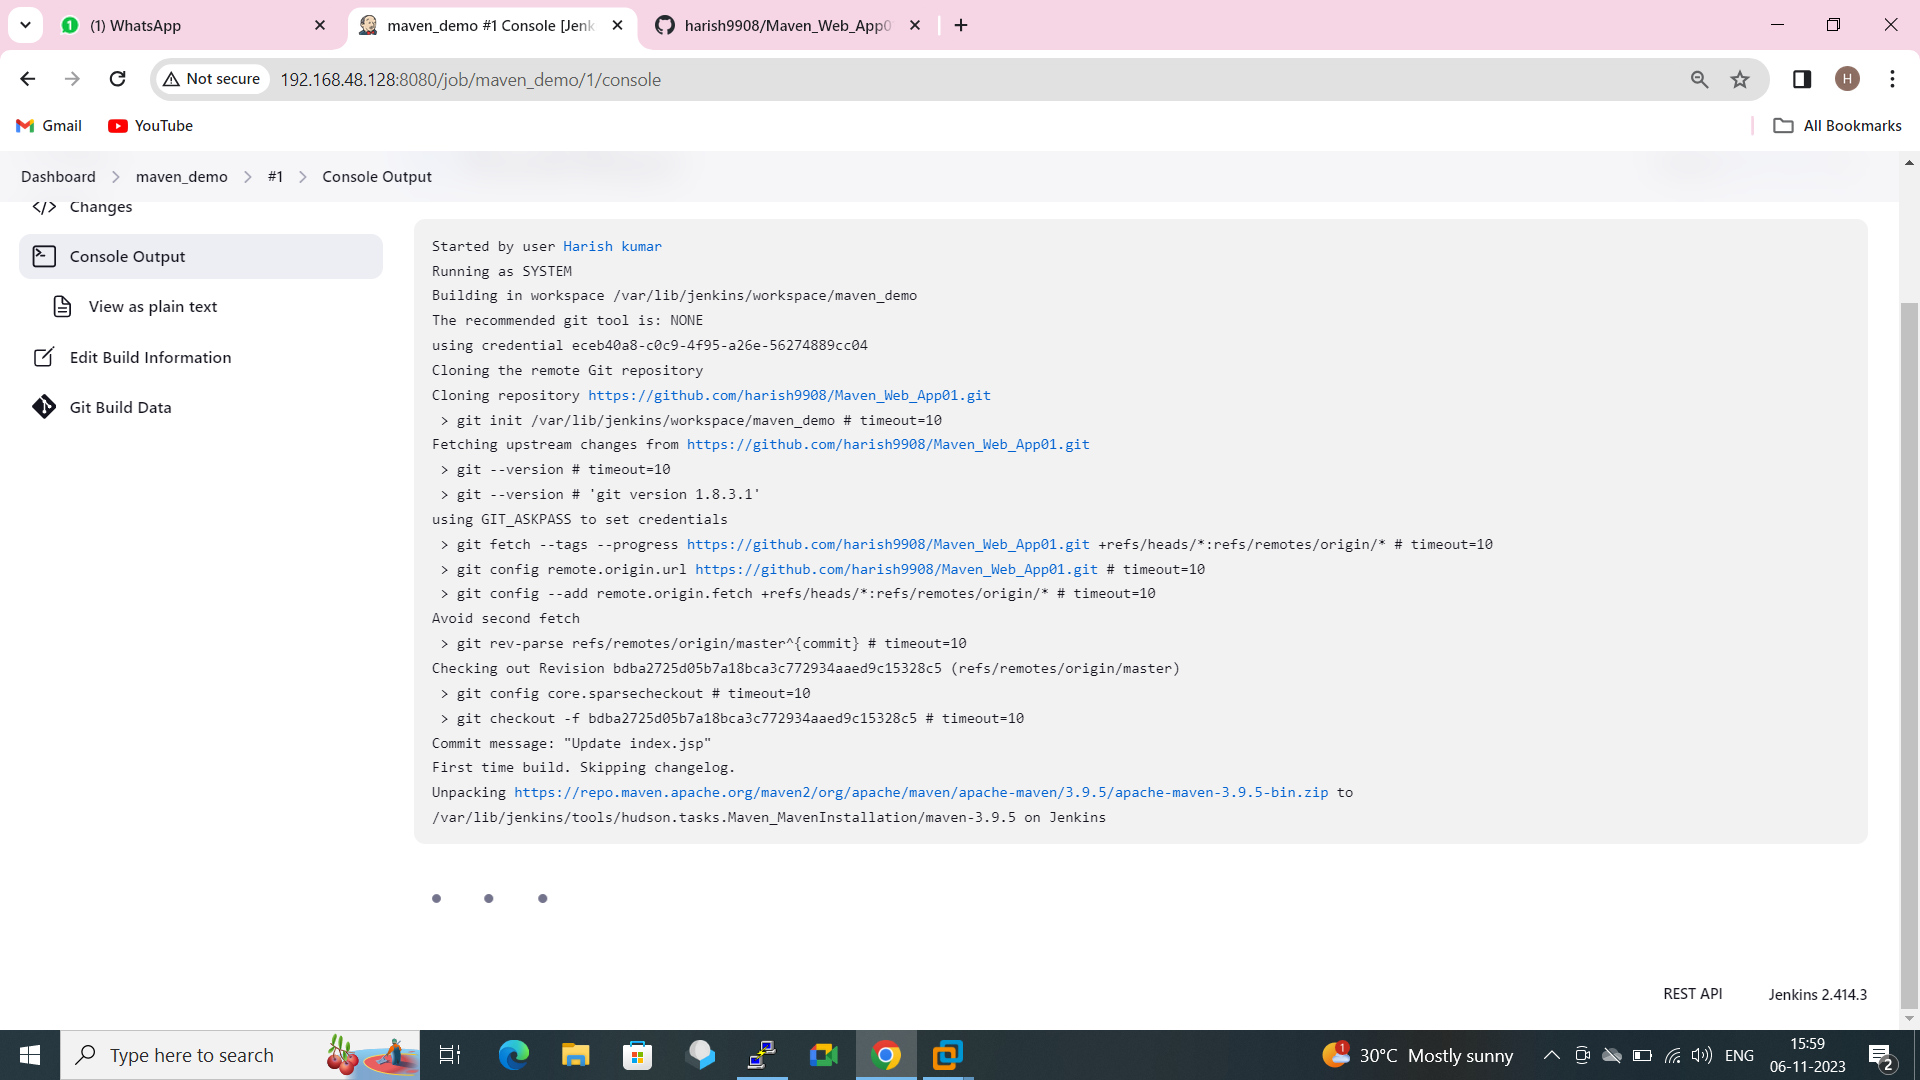 (1) WhatsApp
maven_demo #1 Console [Jenk
harish9908/Maven_Web_App0
Not secure
192.168.48.128:8080/job/maven_demo/1/console
H
Gmail
YouTube
All Bookmarks
Dashboard
maven_demo
#1
Console Output
Changes
Console Output
View as plain text
Edit Build Information
Git Build Data
Started by user Harish kumar
Running as SYSTEM
Building in workspace /var/lib/jenkins/workspace/maven_demo
The recommended git tool is: NONE
using credential eceb40a8-c0c9-4f95-a26e-56274889cc04
Cloning the remote Git repository
Cloning repository https://github.com/harish9908/Maven_Web_App01.git
> git init /var/lib/jenkins/workspace/maven_demo # timeout=10
Fetching upstream changes from https://github.com/harish9908/Maven_Web_App01.git
> git --version # timeout=10
> git --version # 'git version 1.8.3.1'
using GIT_ASKPASS to set credentials
> git fetch --tags --progress https://github.com/harish9908/Maven_Web_App01.git +refs/heads/*:refs/remotes/origin/* # timeout=10
> git config remote.origin.url https://github.com/harish9908/Maven_Web_App01.git # timeout=10
> git config --add remote.origin.fetch +refs/heads/*:refs/remotes/origin/* # timeout=10
Avoid second fetch
> git rev-parse refs/remotes/origin/master^{commit} # timeout=10
Checking out Revision bdba2725d05b7a18bca3c772934aaed9c15328c5 (refs/remotes/origin/master)
> git config core.sparsecheckout # timeout=10
> git checkout -f bdba2725d05b7a18bca3c772934aaed9c15328c5 # timeout=10
Commit message: "Update index.jsp"
First time build. Skipping changelog.
Unpacking https://repo.maven.apache.org/maven2/org/apache/maven/apache-maven/3.9.5/apache-maven-3.9.5-bin.zip to
/var/lib/jenkins/tools/hudson.tasks.Maven_MavenInstallation/maven-3.9.5 on Jenkins
REST API
Jenkins 2.414.3
Type here to search
1
30°C Mostly sunny
ENG
15:59
06-11-2023
2